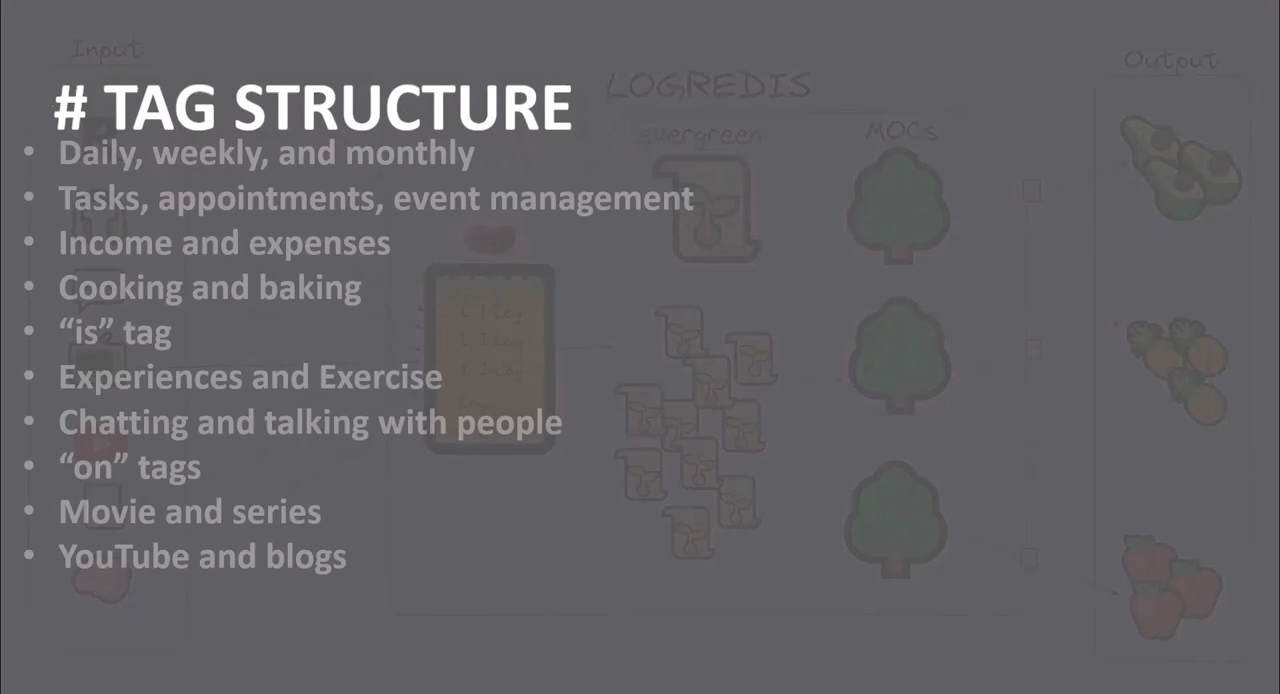 Input
Output
LOGREDIS
# TAG STRUCTURE
evergreen
MOCs
• Daily, weekly, and monthly
• Tasks, appointments, event management
• Income and expenses
• Cooking and baking
• “is” tag
• Experiences and Exercise
• Chatting and talking with people
• “on” tags
• Movie and series
• YouTube and blogs